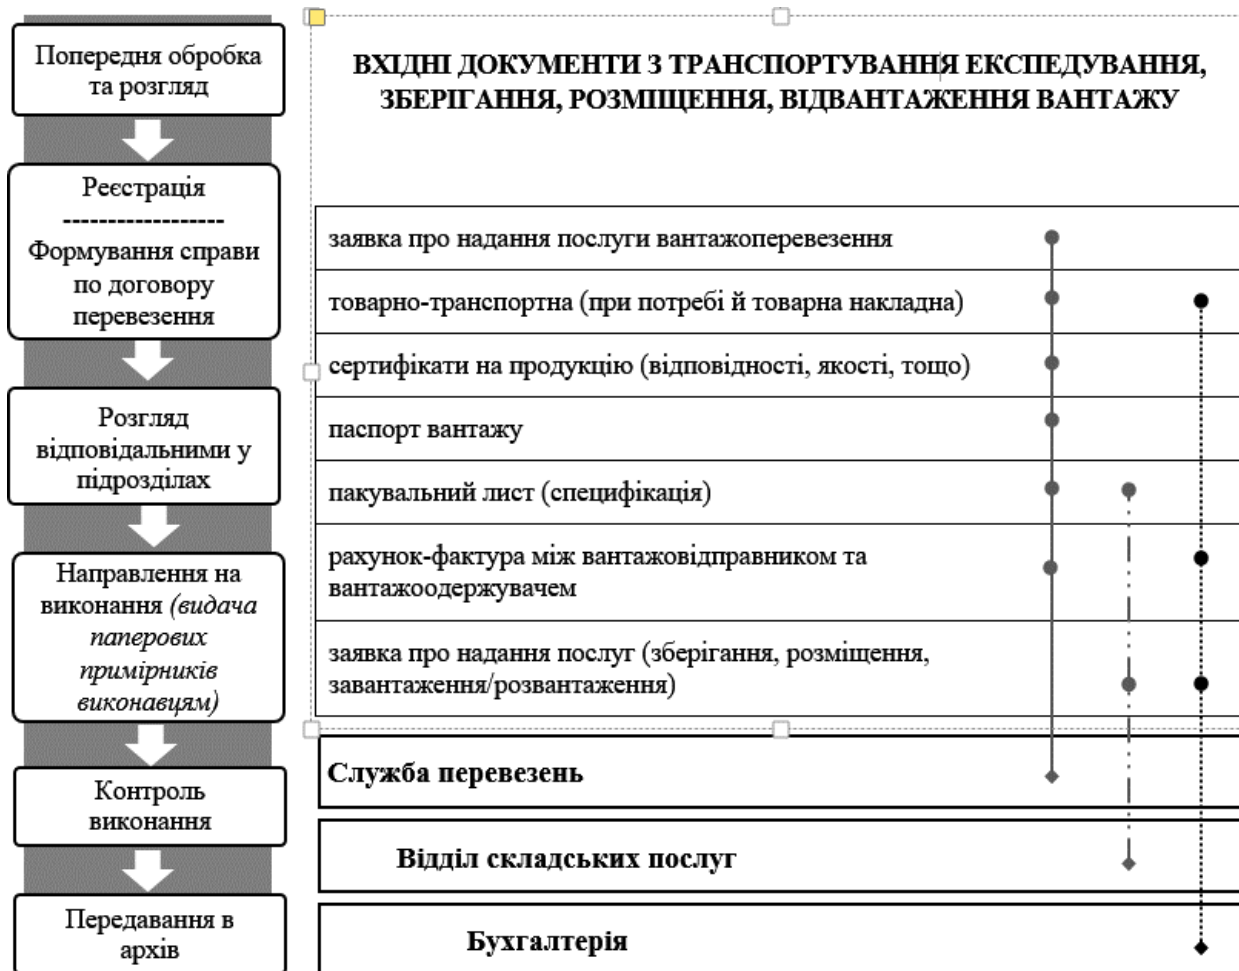 Попередня обробка
та розгляд
Реєстрація
------------------
Формування справи
по договору
перевезення
Розгляд
відповідальними у
підрозділах
Направлення на
виконання (видача
паперових
примірників
виконавцям)
Контроль
виконання
Передавання в
архів
ВХІДНІ ДОКУМЕНТИ З ТРАНСПОРТУВАННЯ ЕКСПЕДУВАННЯ,
ЗБЕРІГАННЯ, РОЗМІЩЕННЯ, ВІДВАНТАЖЕННЯ ВАНТАЖУ
заявка про надання послуги вантажоперевезення
товарно-транспортна (при потребі й товарна накладна)
сертифікати на продукцію (відповідності, якості, тощо)
паспорт вантажу
пакувальний лист (специфікація)
рахунок-фактура між вантажовідправником та
вантажоодержувачем
заявка про надання послуг (зберігання, розміщення,
завантаження/розвантаження)
Служба перевезень
Відділ складських послуг
Бухгалтерія